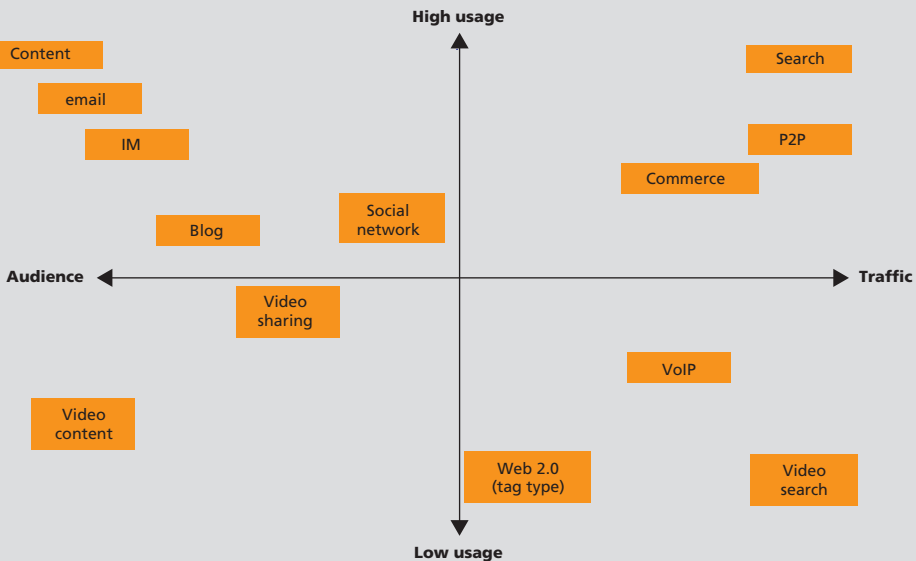 High usage
Content
Search
email
P2P
IM
Commerce
Social
network
Blog
Audience
Traffic
Video
sharing
VoIP
Video
content
Web 2.0
(tag type)
Video
search
Low usage